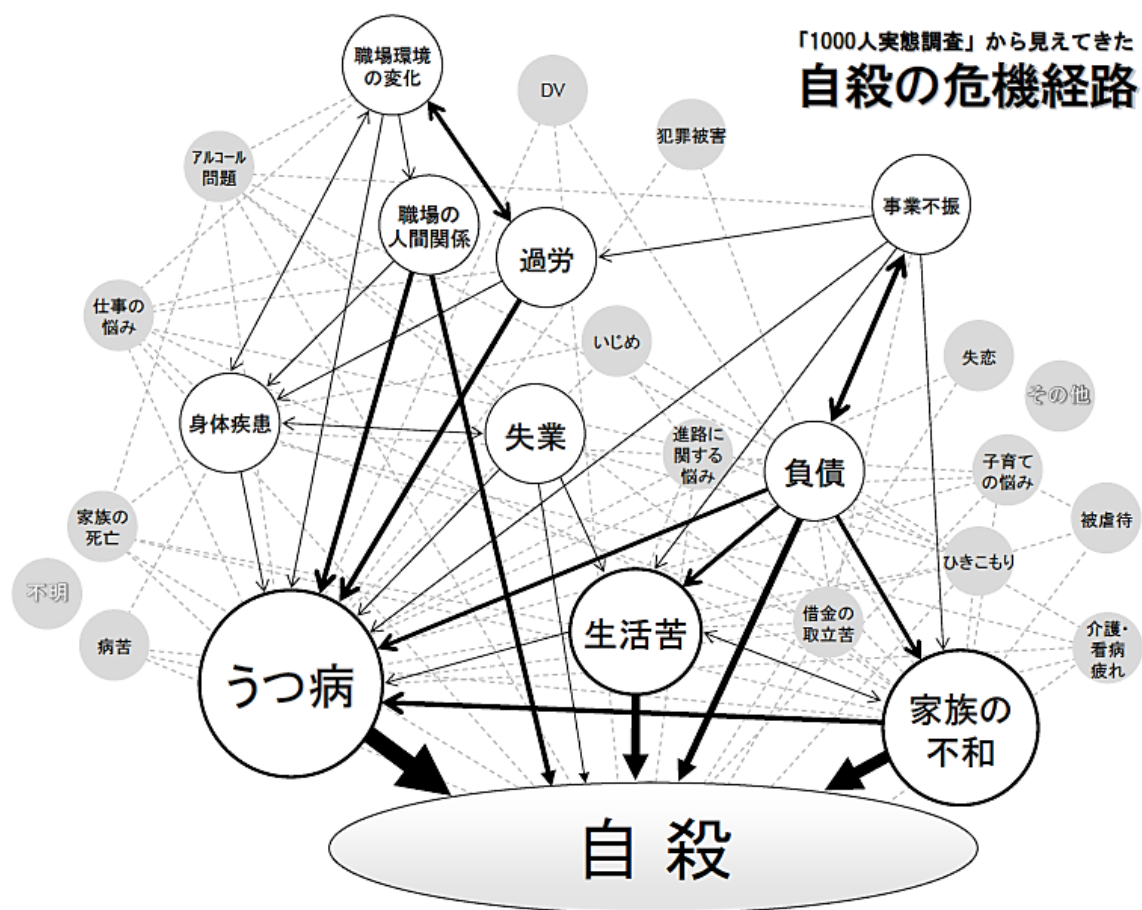 「1000人実態調査」から見えてきた
自殺の危機経路
職場環境
の変化
DV
犯罪被害
アルコール
問題
職場の
人間関係
過労
事業不振
仕事の
悩み
いじめ
失恋
その他
身体疾患
失業
進路に
関する
悩み
負債
子育て
の悩み
家族の
死亡
被虐待
ひきこもり
不明
病苦
うつ病
生活苦
借金の
取立苦
介護・
看病
疲れ
家族の
不和
自殺